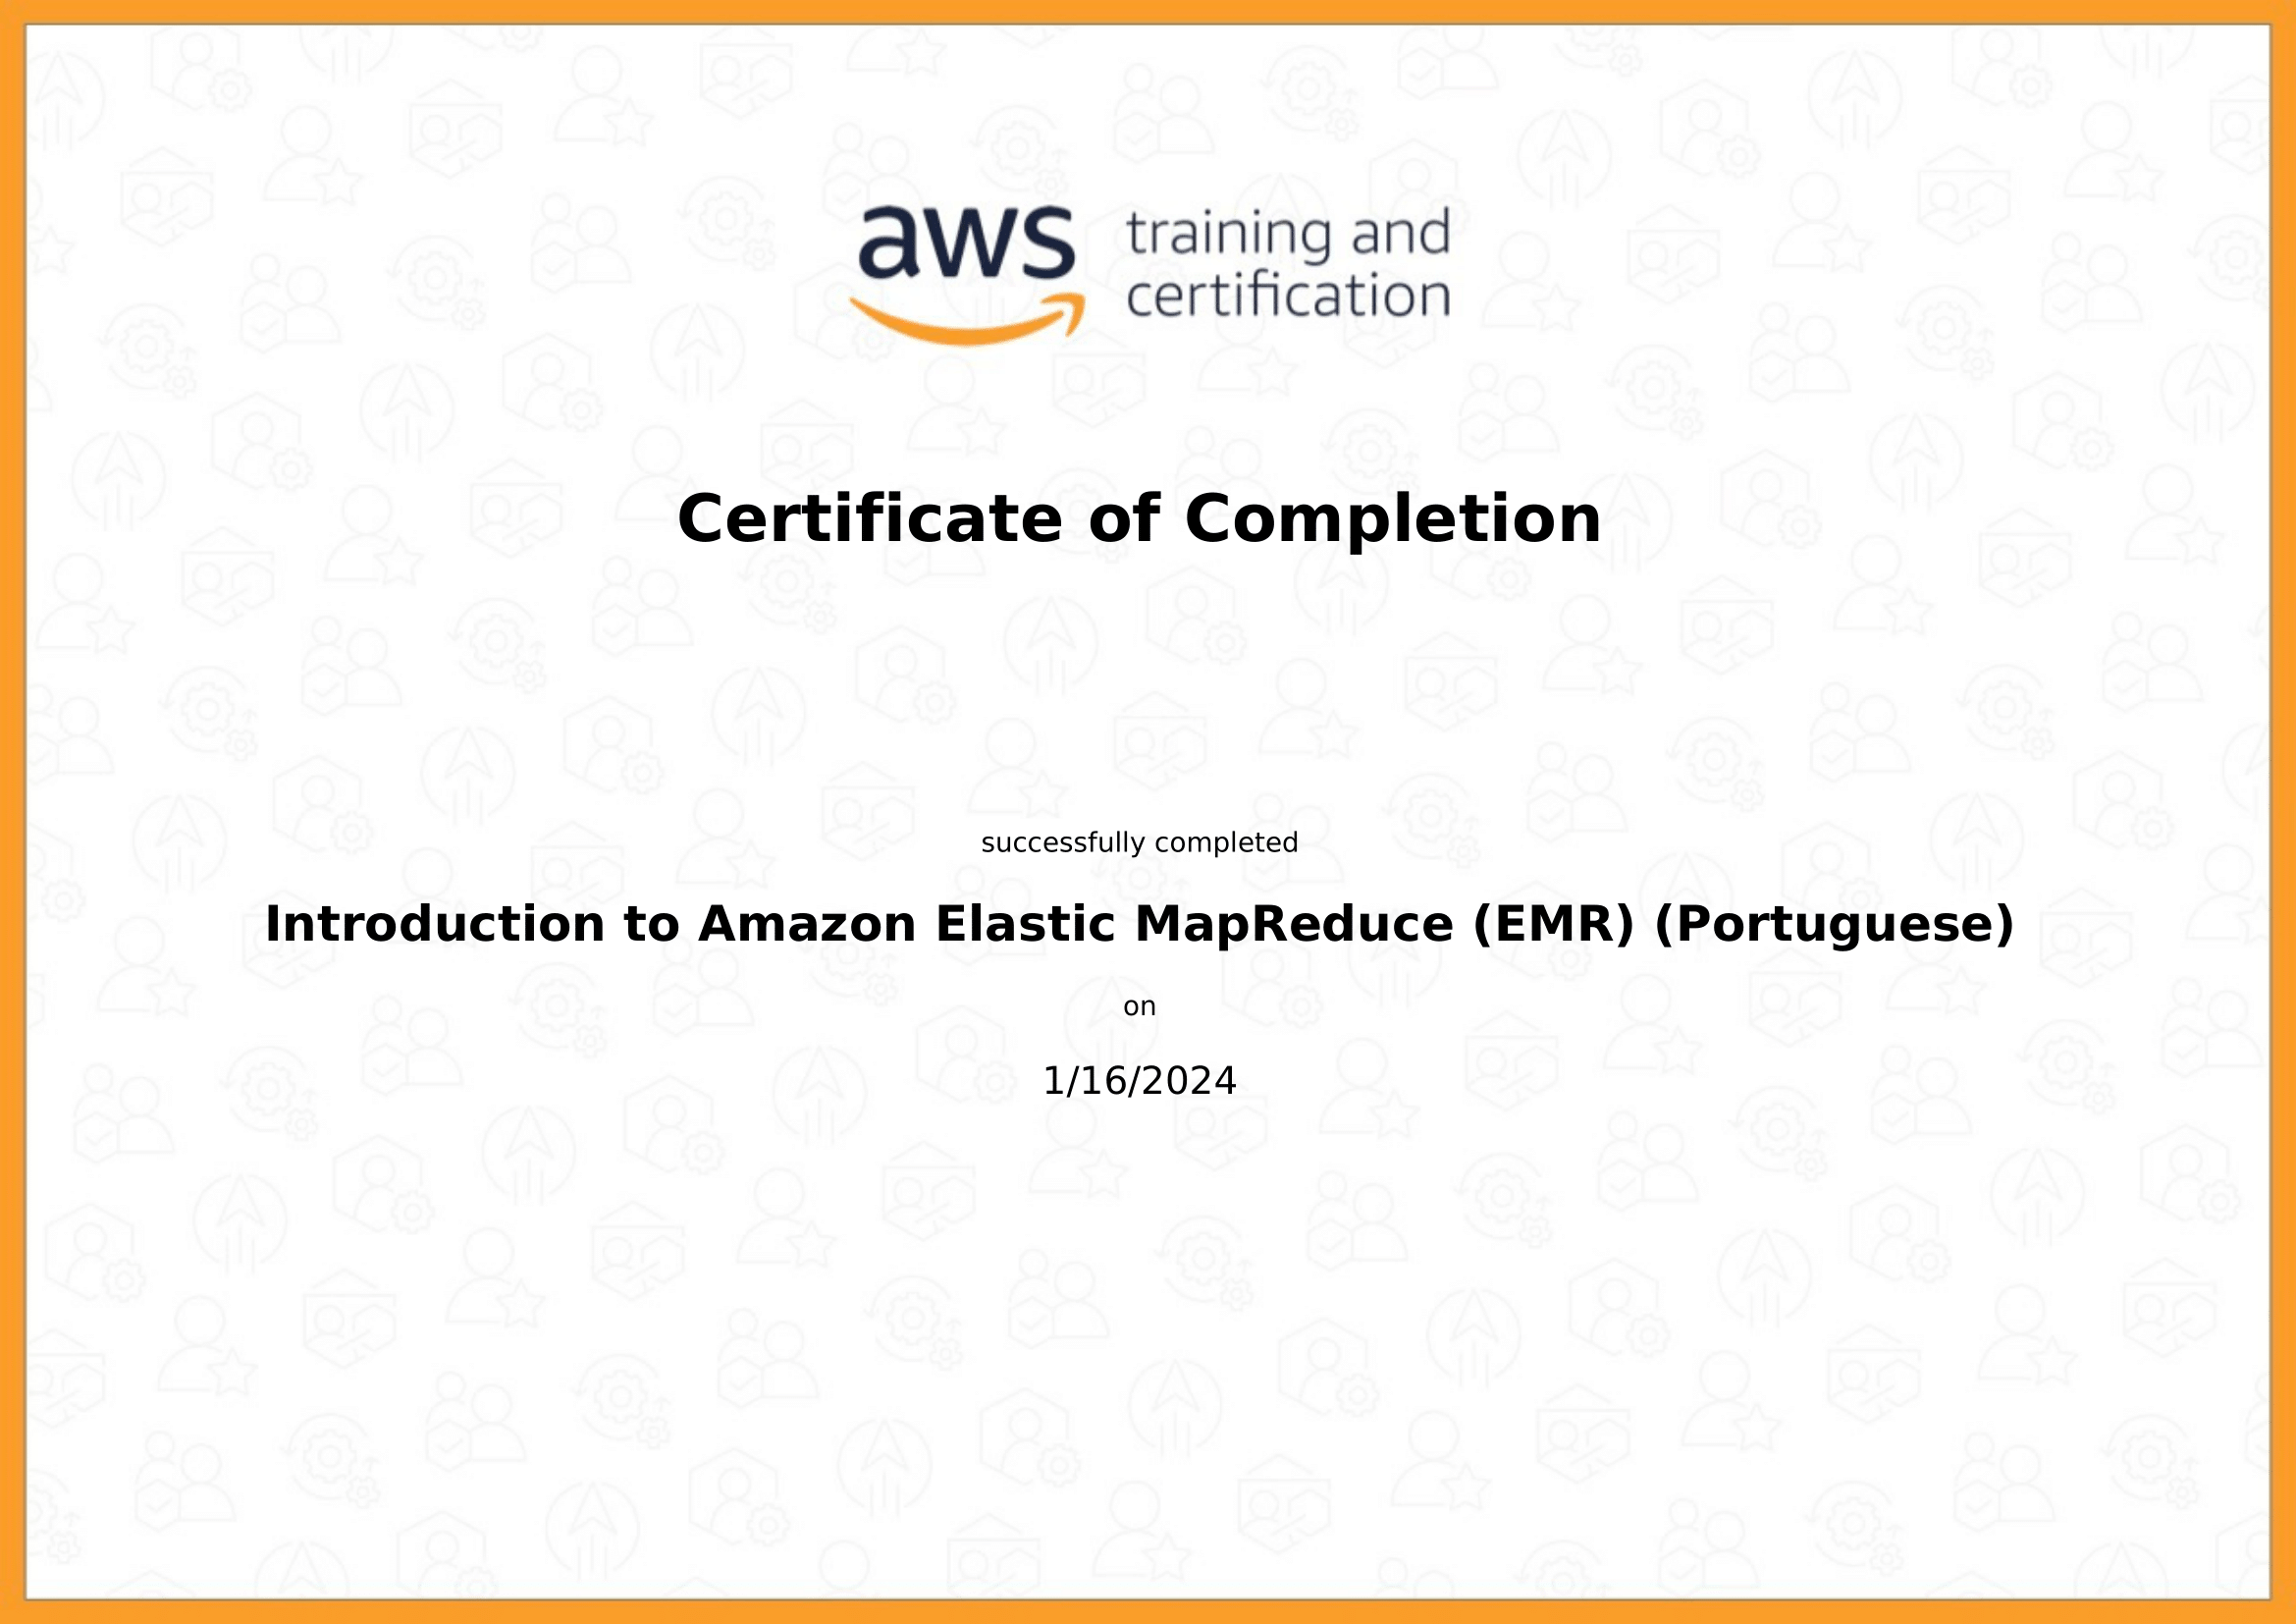 aws training and
certification
Certificate of Completion
successfully completed
Introduction to Amazon Elastic MapReduce (EMR) (Portuguese)
on
1/16/2024